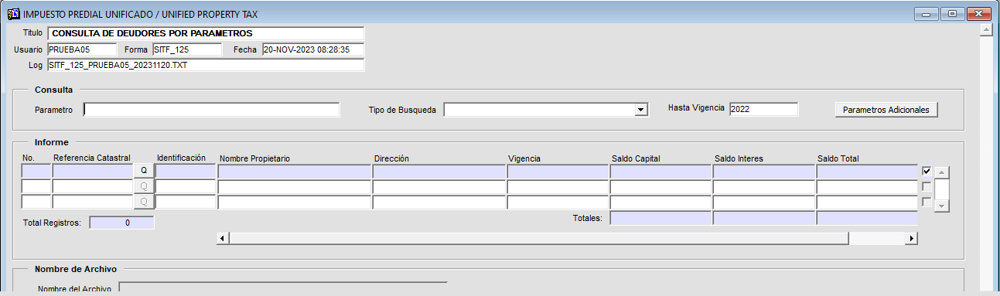 IMPUESTO PREDIAL UNIFICADO / UNIFIED PROPERTY TAX
Titulo CONSULTA DE DEUDORES POR PARAMETROS
Usuario PRUEBA05 Forma SITF_125 Fecha 20-NOV-2023 08:28:35
Log SITF_125_PRUEBA05_20231120.TXT
Consulta
Parametro Tipo de Busqueda Hasta Vigencia 2022 Parametros Adicionales
Informe
No. Referencia Catastral Identificación Nombre Propietario Dirección Vigencia Saldo Capital Saldo Interes Saldo Total
Q
Q
Q
Totales:
Total Registros: 0
Nombre de Archivo
Nombre del Archivo